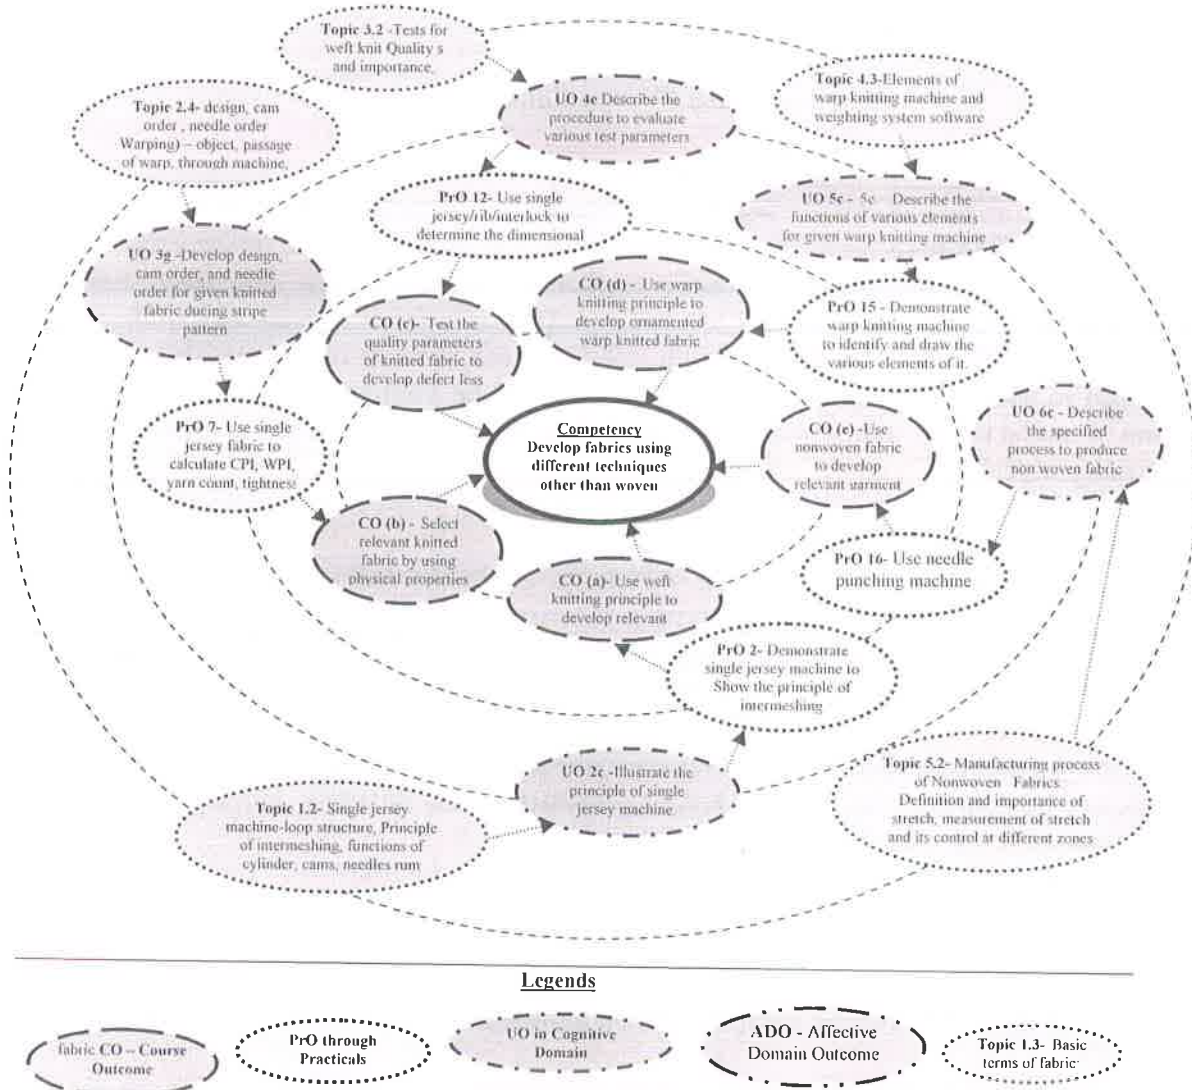 Topic 3.2 -Tests for
weft knit Quality s
and importance,
Topic 2.4- design, cam
order , needle order
Warping) – object, passage
of warp, through machine,
UO 4e Describe the
procedure to evaluate
various test parameters
Topic 4.3-Elements of
warp knitting machine and
weighting system software
PrO 12- Use single
jersey/rib/interlock to
determine the dimensional
UO 5c - 5c – Describe the
functions of various elements
for given warp knitting machine
UO 3g -Develop design,
cam order, and needle
order for given knitted
fabric ducing stripe
pattern
CO (c)- Test the
quality parameters
of knitted fabric to
develop defect less
CO (d) - Use warp
knitting principle to
develop ornamented
warp knitted fabric
PrO 15 - Demonstrate
warp knitting machine
to identify and draw the
various elements of it.
PrO 7- Use single
jersey fabric to
calculate CPI, WPI,
yarn count, tightness
Competency
Develop fabrics using
different techniques
other than woven
CO (e) -Use
nonwoven fabric
to develop
relevant garment
UO 6c - Describe
the specified
process to produce
non woven fabric
CO (b) - Select
relevant knitted
fabric by using
physical properties
CO (a)- Use weft
knitting principle to
develop relevant
PrO 16- Use needle
punching machine
PrO 2- Demonstrate
single jersey machine to
Show the principle of
intermeshing
UO 2c -Illustrate the
principle of single
jersey machine.
Topic 1.2- Single jersey
machine-loop structure, Principle
of intermeshing, functions of
cylinder, cams, needles rum
Topic 5.2- Manufacturing process
of Nonwoven Fabrics
Definition and importance of
stretch, measurement of stretch
and its control at different zones
Legends
fabric CO – Course
Outcome
PrO through
Practicals
UO in Cognitive
Domain
ADO - Affective
Domain Outcome
Topic 1.3- Basic
terms of fabric